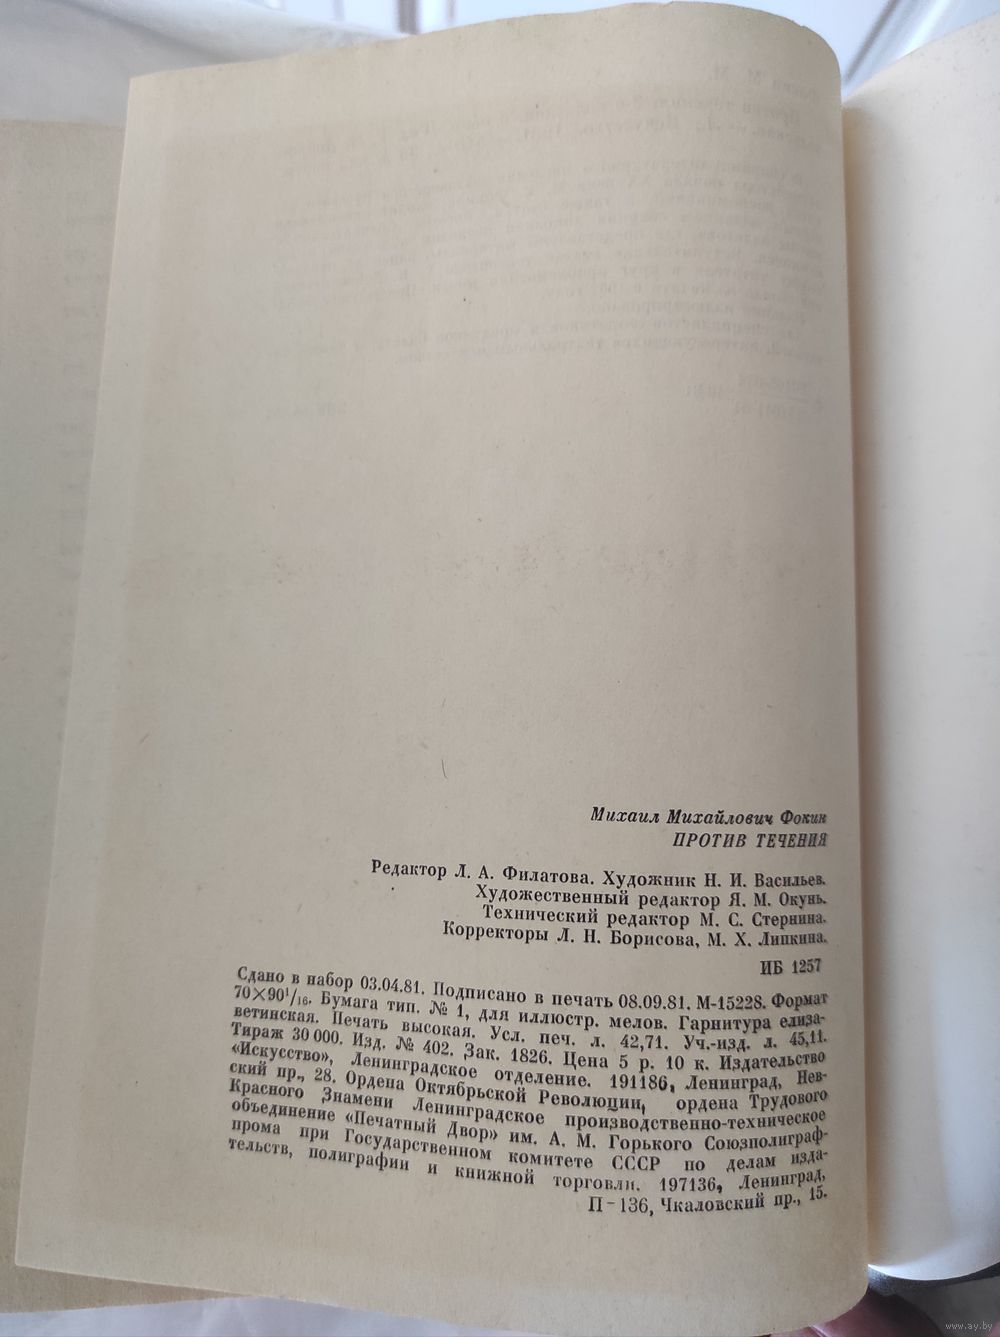 Михаил Михайлович Фокин
ПРОТИВ ТЕЧЕНИЯ
Редактор Л. А. Филатова. Художник Н. И. Васильев.
Художественный редактор Я. М. Окунь.
Технический редактор М. С. Стернина.
Корректоры Л. Н. Борисова, М. Х. Липкина.
ИБ 1257
Сдано в набор 03.04.81. Подписано в печать 08.09.81. М-15228. Формат
70×90¹/₁₆. Бумага тип. № 1, для иллюстр. мелов. Гарнитура елиза-
ветинская. Печать высокая. Усл. печ. л. 42,71. Уч.-изд. л. 45,11.
Тираж 30 000. Изд. № 402. Зак. 1826. Цена 5 р. 10 к. Издательство
«Искусство», Ленинградское отделение. 191186, Ленинград, Нев-
ский пр., 28. Ордена Октябрьской Революции, ордена Трудового
Красного Знамени Ленинградское производственно-техническое
объединение «Печатный Двор» им. А. М. Горького Союзполиграф-
прома при Государственном комитете СССР по делам изда-
тельств, полиграфии и книжной торговли. 197136, Ленинград,
П-136, Чкаловский пр., 15.
www.ay.by